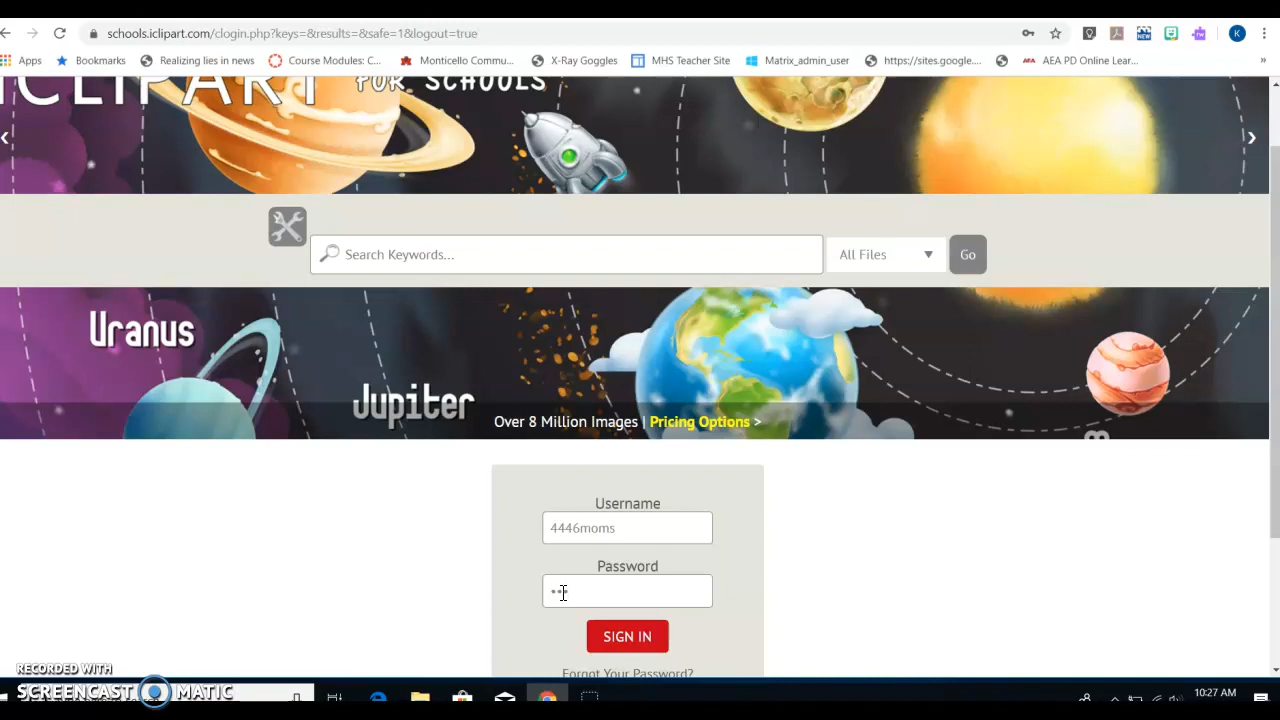 schools.iclipart.com/clogin.php?keys=&results=&safe=1&logout=true
K
Apps Bookmarks Realizing lies in news Course Modules: C... Monticello Commu... X-Ray Goggles MHS Teacher Site Matrix_admin_user https://sites.google.... AEA AEA PD Online Lear... »
ICLIPART FOR SCHOOLS
‹ ›
Search Keywords... All Files Go
Uranus
Jupiter
Over 8 Million Images | Pricing Options >
Username
4446moms
Password
•••
SIGN IN
Forgot Your Password?
RECORDED WITH
SCREENCAST MATIC
10:27 AM